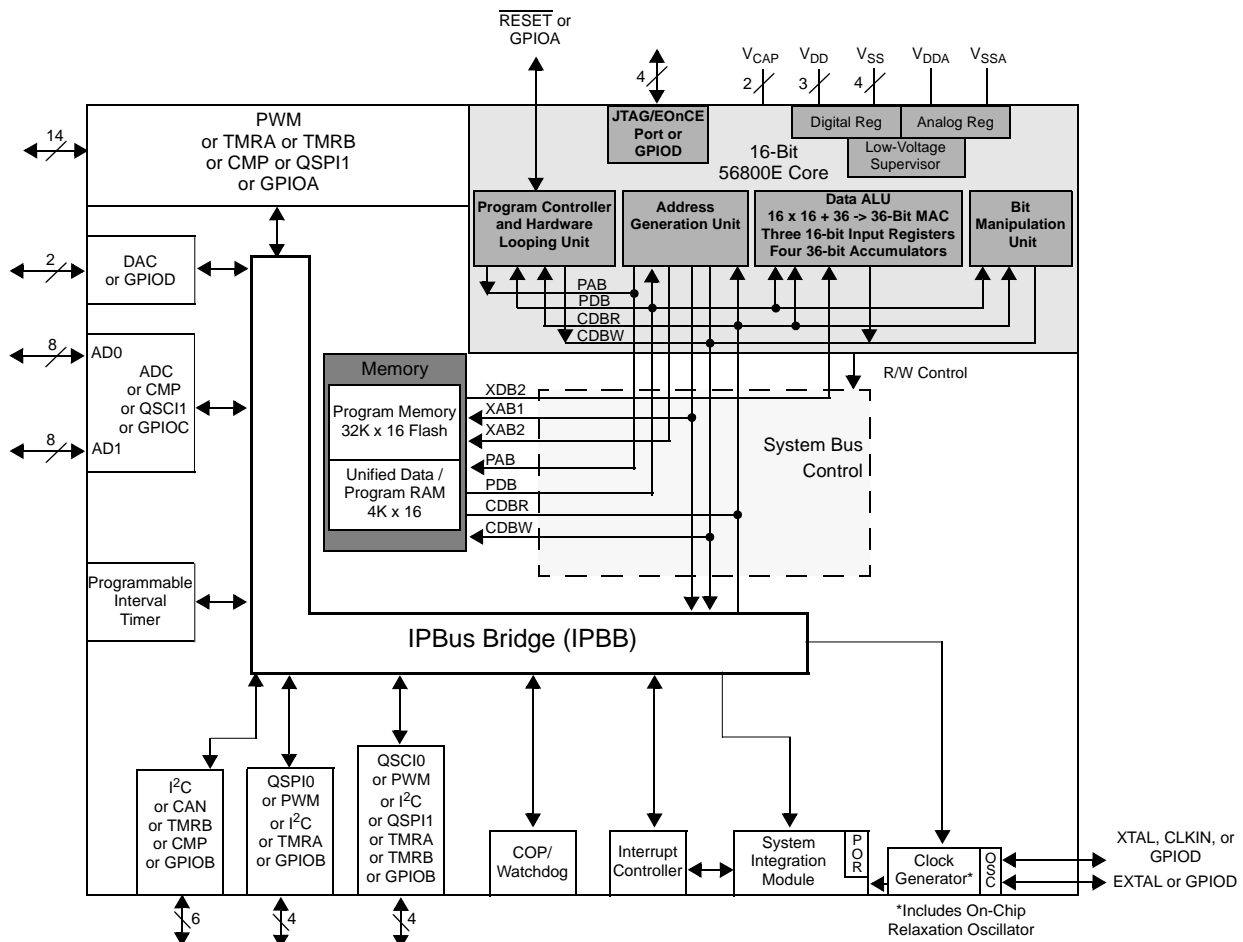 RESET or
GPIOA
4
VCAP
VDD
VSS
VDDA
VSSA
2
3
4
PWM
or TMRA or TMRB
or CMP or QSPI1
or GPIOA
14
JTAG/EOnCE
Port or
GPIOD
Digital Reg
Analog Reg
Low-Voltage
Supervisor
16-Bit
56800E Core
Program Controller
and Hardware
Looping Unit
Address
Generation Unit
Data ALU
16 x 16 + 36 -> 36-Bit MAC
Three 16-bit Input Registers
Four 36-bit Accumulators
Bit
Manipulation
Unit
2
DAC
or GPIOD
PAB
PDB
CDBR
CDBW
8
AD0
ADC
or CMP
or QSCI1
or GPIOC
8
AD1
R/W Control
Memory
Program Memory
32K x 16 Flash
Unified Data /
Program RAM
4K x 16
XDB2
XAB1
XAB2
PAB
PDB
CDBR
CDBW
System Bus
Control
Programmable
Interval
Timer
IPBus Bridge (IPBB)
I2C
or CAN
or TMRB
or CMP
or GPIOB
6
QSPI0
or PWM
or I2C
or TMRA
or GPIOB
4
QSCI0
or PWM
or I2C
or QSPI1
or TMRA
or TMRB
or GPIOB
4
COP/
Watchdog
Interrupt
Controller
System
Integration
Module
POR
Clock
Generator*
OSC
XTAL, CLKIN, or
GPIOD
EXTAL or GPIOD
*Includes On-Chip
Relaxation Oscillator